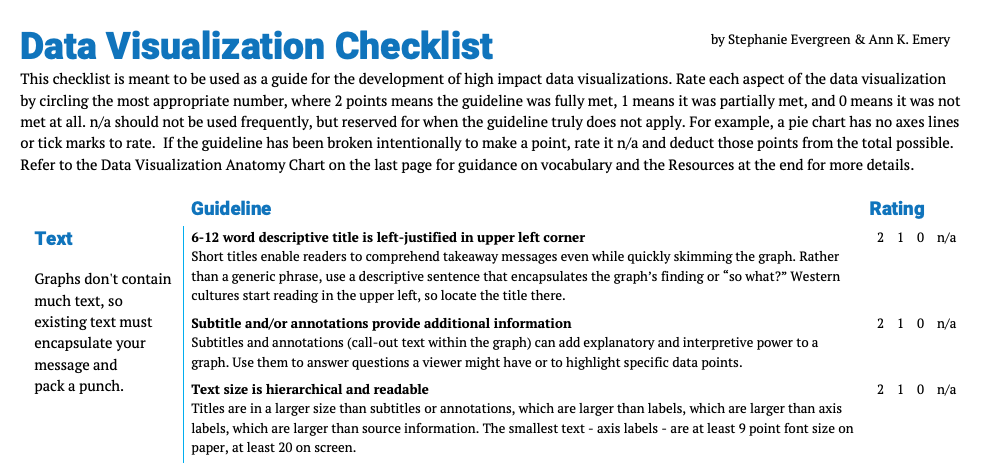 Data Visualization Checklist
by Stephanie Evergreen & Ann K. Emery
This checklist is meant to be used as a guide for the development of high impact data visualizations. Rate each aspect of the data visualization
by circling the most appropriate number, where 2 points means the guideline was fully met, 1 means it was partially met, and 0 means it was not
met at all. n/a should not be used frequently, but reserved for when the guideline truly does not apply. For example, a pie chart has no axes lines
or tick marks to rate.  If the guideline has been broken intentionally to make a point, rate it n/a and deduct those points from the total possible.
Refer to the Data Visualization Anatomy Chart on the last page for guidance on vocabulary and the Resources at the end for more details.
Guideline
Rating
Text
Graphs don't contain
much text, so
existing text must
encapsulate your
message and
pack a punch.
6-12 word descriptive title is left-justified in upper left corner
2 1 0 n/a
Short titles enable readers to comprehend takeaway messages even while quickly skimming the graph. Rather
than a generic phrase, use a descriptive sentence that encapsulates the graph's finding or “so what?” Western
cultures start reading in the upper left, so locate the title there.
Subtitle and/or annotations provide additional information
2 1 0 n/a
Subtitles and annotations (call-out text within the graph) can add explanatory and interpretive power to a
graph. Use them to answer questions a viewer might have or to highlight specific data points.
Text size is hierarchical and readable
2 1 0 n/a
Titles are in a larger size than subtitles or annotations, which are larger than labels, which are larger than axis
labels, which are larger than source information. The smallest text - axis labels - are at least 9 point font size on
paper, at least 20 on screen.